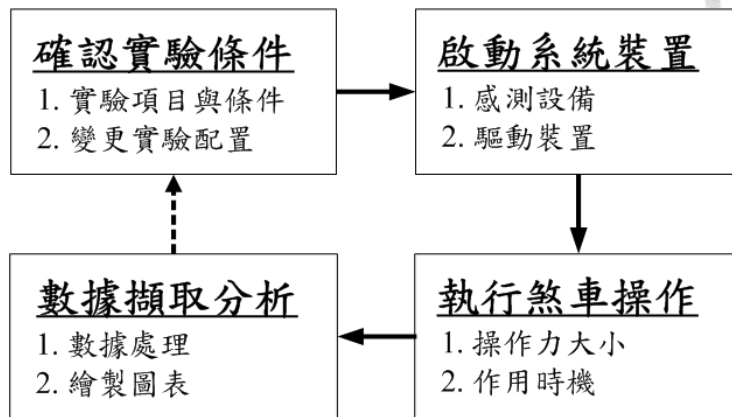 確認實驗條件
1. 實驗項目與條件
2. 變更實驗配置
啟動系統裝置
1. 感測設備
2. 驅動裝置
執行煞車操作
1. 操作力大小
2. 作用時機
數據擷取分析
1. 數據處理
2. 繪製圖表